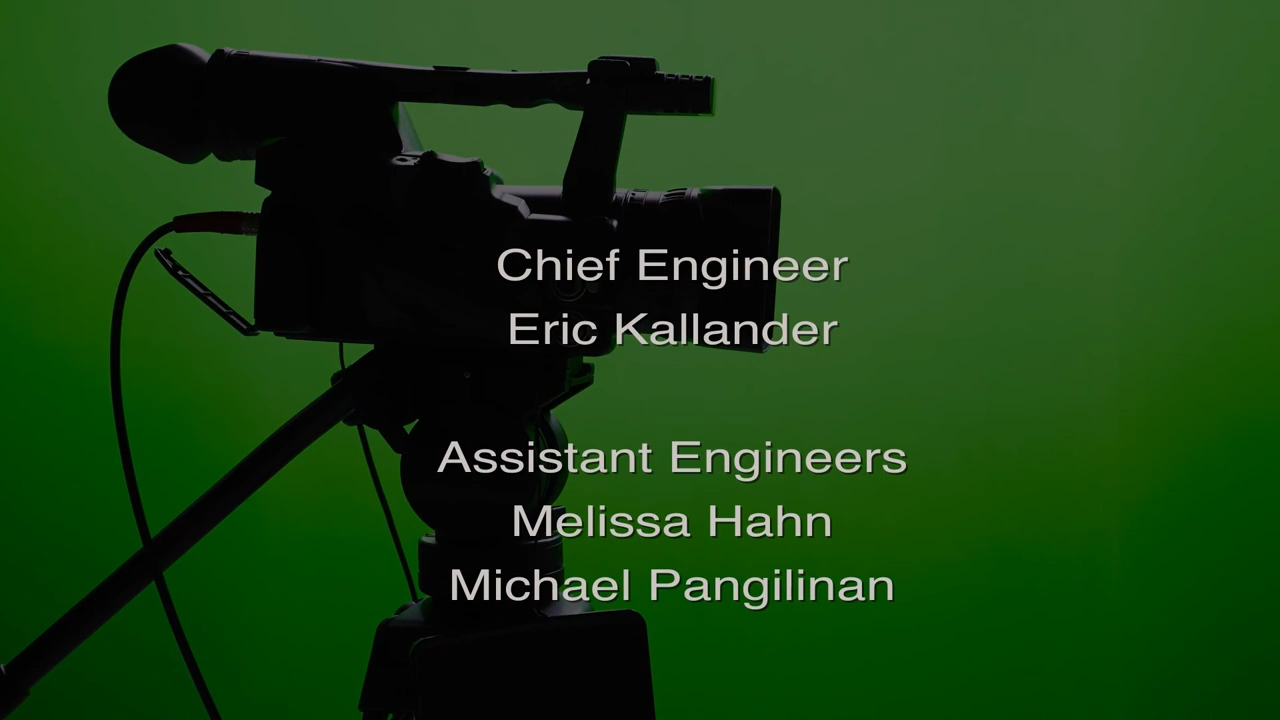 Chief Engineer
Eric Kallander
Assistant Engineers
Melissa Hahn
Michael Pangilinan